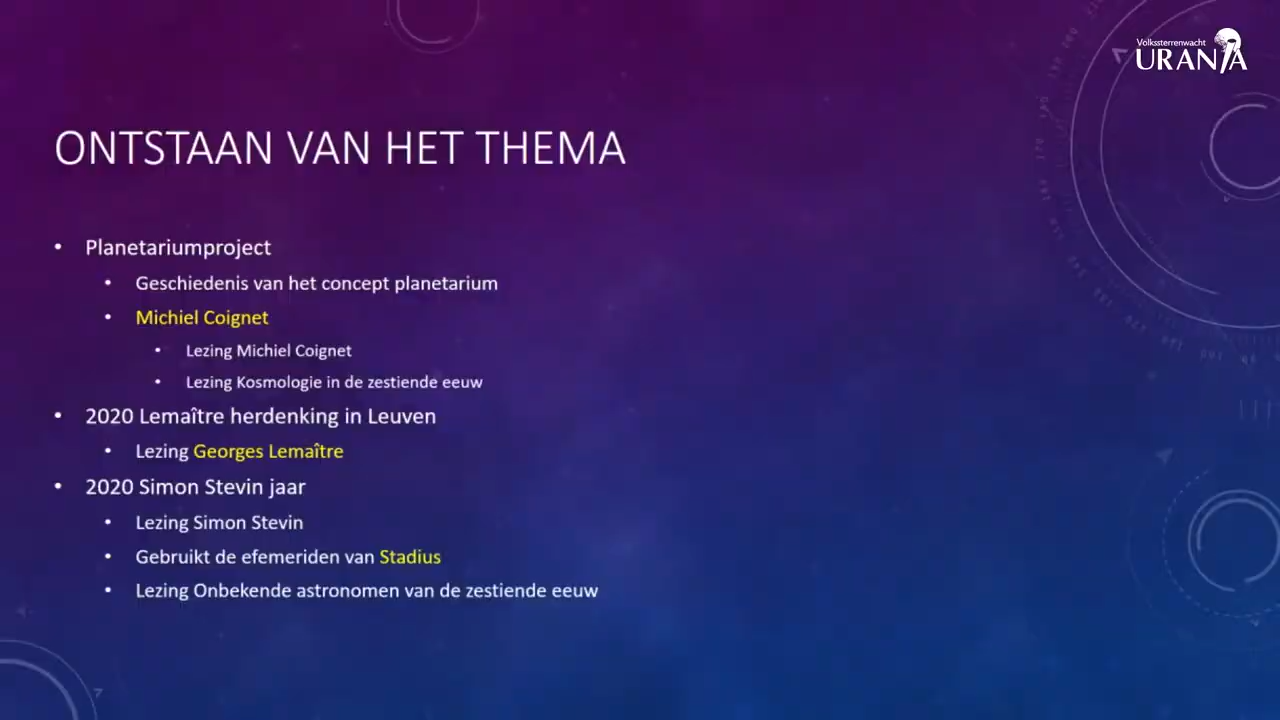 Volkssterrenwacht
URANIA
ONTSTAAN VAN HET THEMA
• Planetariumproject
• Geschiedenis van het concept planetarium
• Michiel Coignet
• Lezing Michiel Coignet
• Lezing Kosmologie in de zestiende eeuw
• 2020 Lemaître herdenking in Leuven
• Lezing Georges Lemaître
• 2020 Simon Stevin jaar
• Lezing Simon Stevin
• Gebruikt de efemeriden van Stadius
• Lezing Onbekende astronomen van de zestiende eeuw